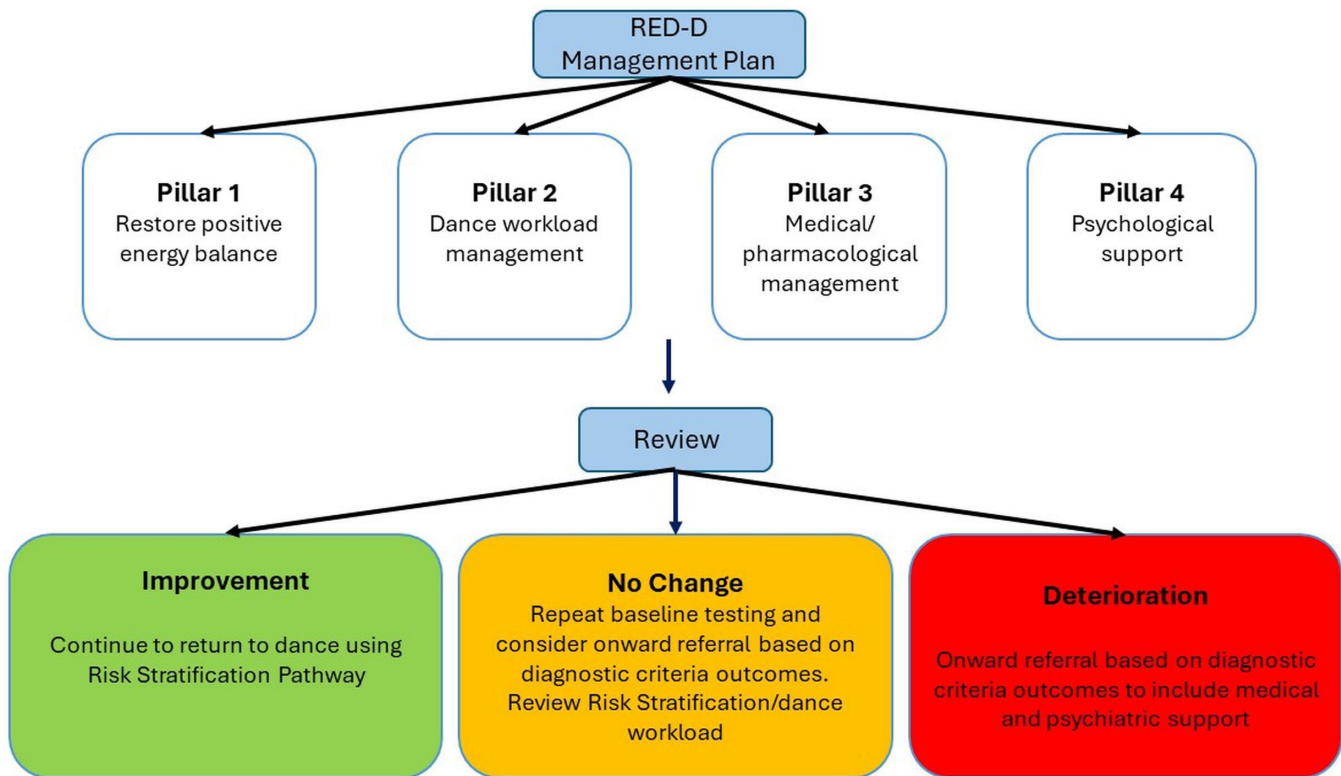 RED-D
Management Plan
Pillar 1
Restore positive
energy balance
Pillar 2
Dance workload
management
Pillar 3
Medical/
pharmacological
management
Pillar 4
Psychological
support
Review
Improvement
Continue to return to dance using
Risk Stratification Pathway
No Change
Repeat baseline testing and
consider onward referral based on
diagnostic criteria outcomes.
Review Risk Stratification/dance
workload
Deterioration
Onward referral based on diagnostic
criteria outcomes to include medical
and psychiatric support